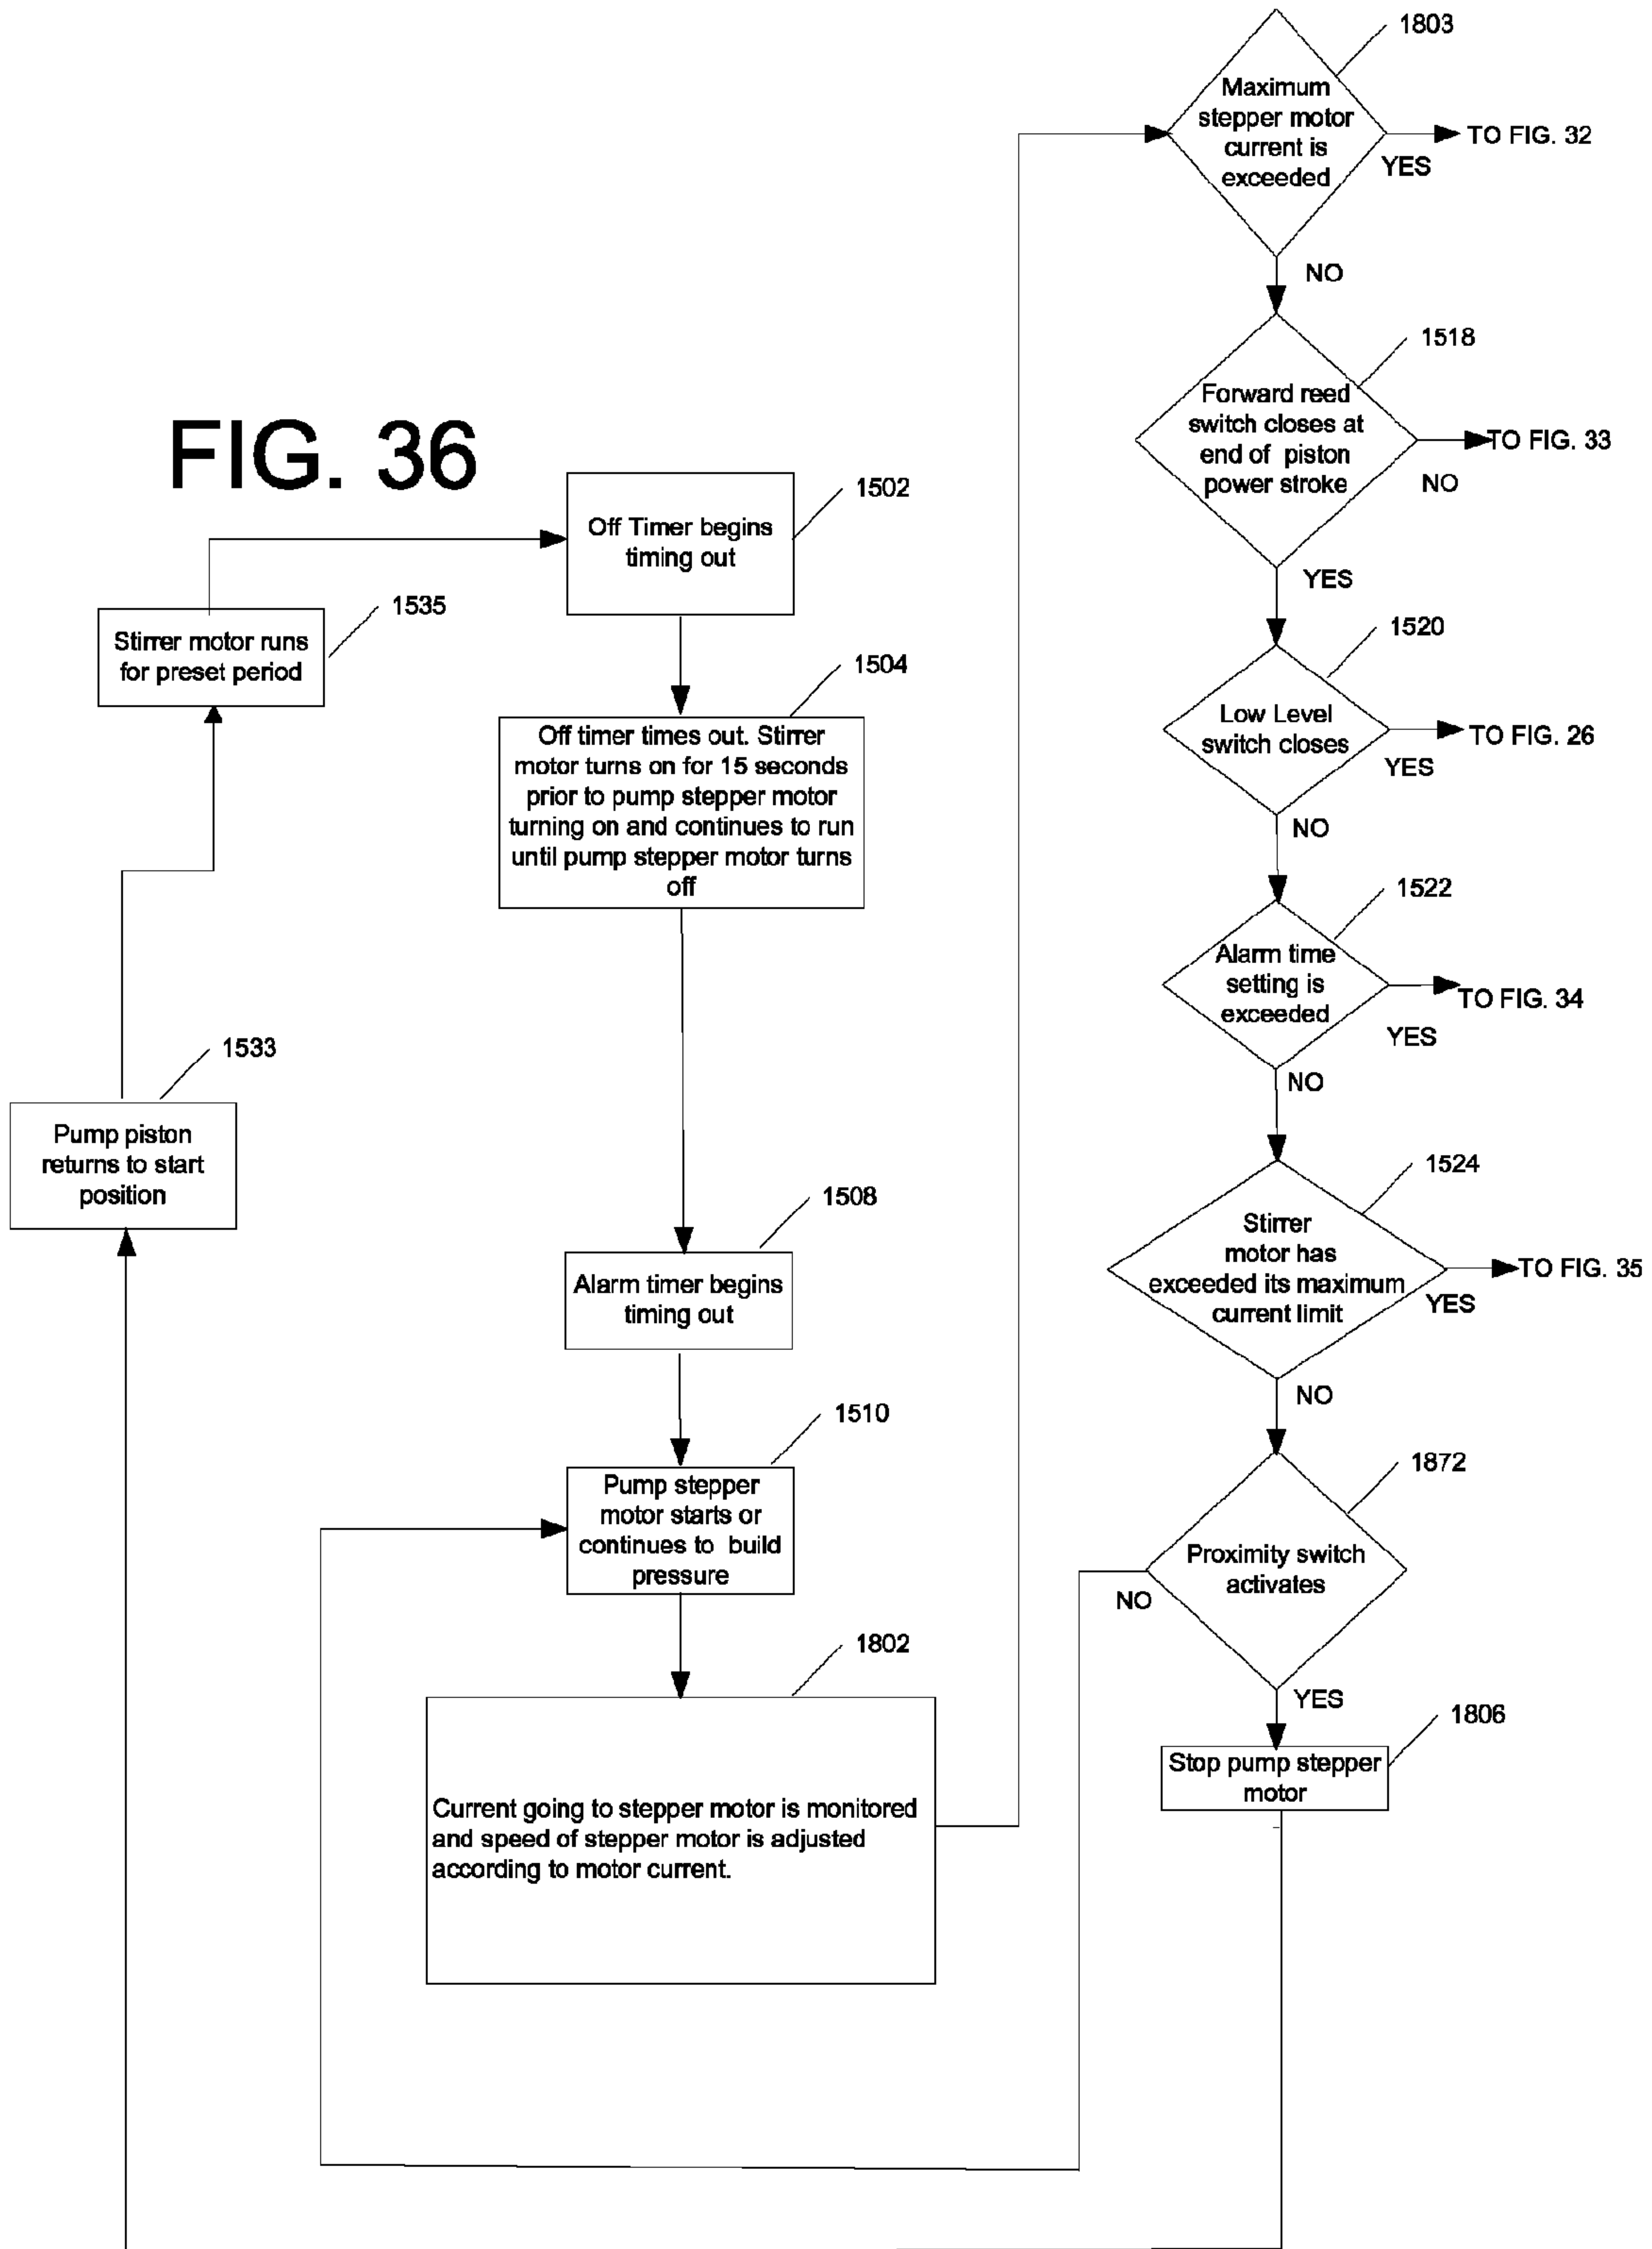 FIG. 36
1502
Off Timer begins
timing out
1535
Stirrer motor runs
for preset period
1504
Off timer times out. Stirrer
motor turns on for 15 seconds
prior to pump stepper motor
turning on and continues to run
until pump stepper motor turns
off
1533
Pump piston
returns to start
position
1508
Alarm timer begins
timing out
1510
Pump stepper
motor starts or
continues to build
pressure
1802
Current going to stepper motor is monitored
and speed of stepper motor is adjusted
according to motor current.
1803
Maximum
stepper motor
current is
exceeded
TO FIG. 32
YES
NO
1518
Forward reed
switch closes at
end of piston
power stroke
TO FIG. 33
NO
YES
1520
Low Level
switch closes
TO FIG. 26
YES
NO
1522
Alarm time
setting is
exceeded
TO FIG. 34
YES
NO
1524
Stirrer
motor has
exceeded its maximum
current limit
TO FIG. 35
YES
NO
1872
Proximity switch
activates
NO
YES
1806
Stop pump stepper
motor